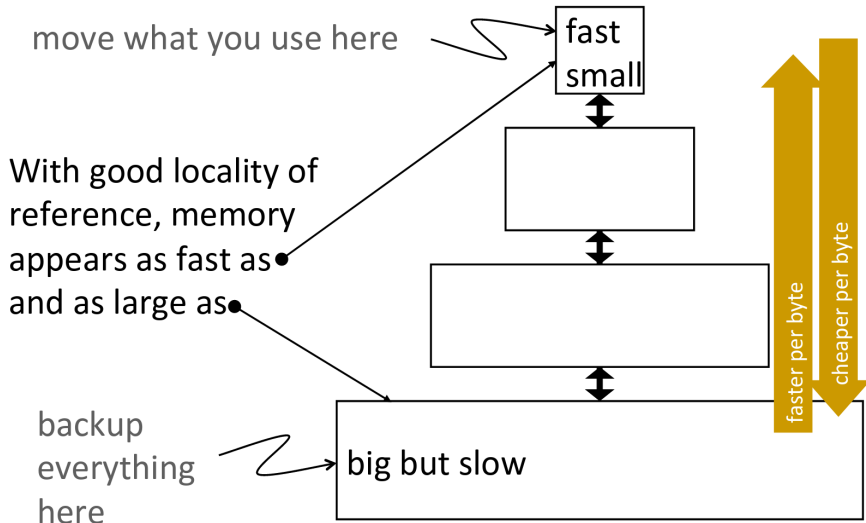 move what you use here
fast
small
With good locality of
reference, memory
appears as fast as
and as large as
faster per byte
cheaper per byte
backup
everything
here
big but slow